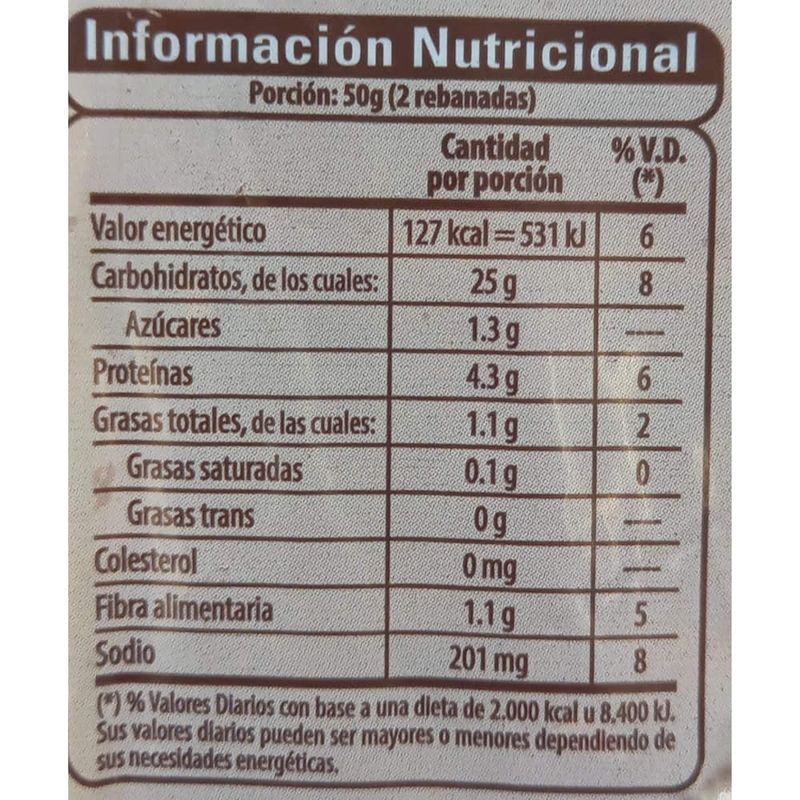 Información Nutricional
Porción: 50g (2 rebanadas)
Cantidad por porción % V.D. (*)
Valor energético 127 kcal = 531 kJ 6
Carbohidratos, de los cuales: 25 g 8
Azúcares 1.3 g ----
Proteínas 4.3 g 6
Grasas totales, de las cuales: 1.1 g 2
Grasas saturadas 0.1 g 0
Grasas trans 0 g ----
Colesterol 0 mg ----
Fibra alimentaria 1.1 g 5
Sodio 201 mg 8
(*) % Valores Diarios con base a una dieta de 2.000 kcal u 8.400 kJ.
Sus valores diarios pueden ser mayores o menores dependiendo de
sus necesidades energéticas.